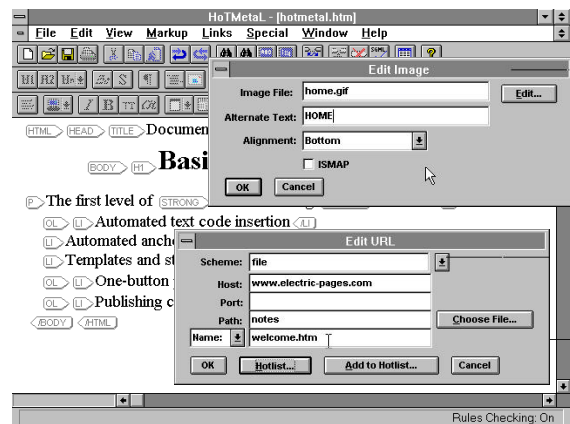 HoTMetaL - [hotmetal.htm]
File Edit View Markup Links Special Window Help
Edit Image
Image File: home.gif Edit...
Alternate Text: HOME
Alignment: Bottom
ISMAP
OK Cancel
HTML HEAD TITLE Documen
BODY H1 Basi
P The first level of STRONG
OL LI Automated text code insertion /LI
LI Automated anch
LI Templates and st
OL LI One-button
OL LI Publishing c
/BODY /HTML
Edit URL
Scheme: file
Host: www.electric-pages.com
Port:
Path: notes Choose File...
Name: welcome.htm
OK Hotlist... Add to Hotlist... Cancel
Rules Checking: On